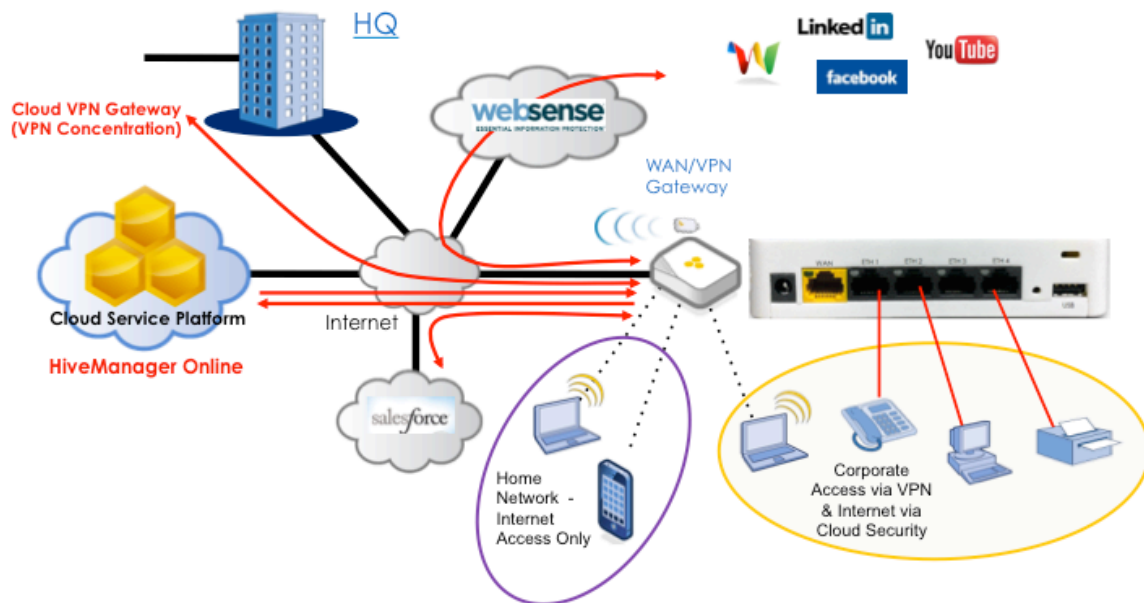 HQ
Linked in
You Tube
facebook
Cloud VPN Gateway
(VPN Concentration)
websense
ESSENTIAL INFORMATION PROTECTION
WAN/VPN
Gateway
WAN
ETH 1
ETH 2
ETH 3
ETH 4
USB
Cloud Service Platform
Internet
HiveManager Online
salesforce
Home
Network -
Internet
Access Only
Corporate
Access via VPN
& Internet via
Cloud Security